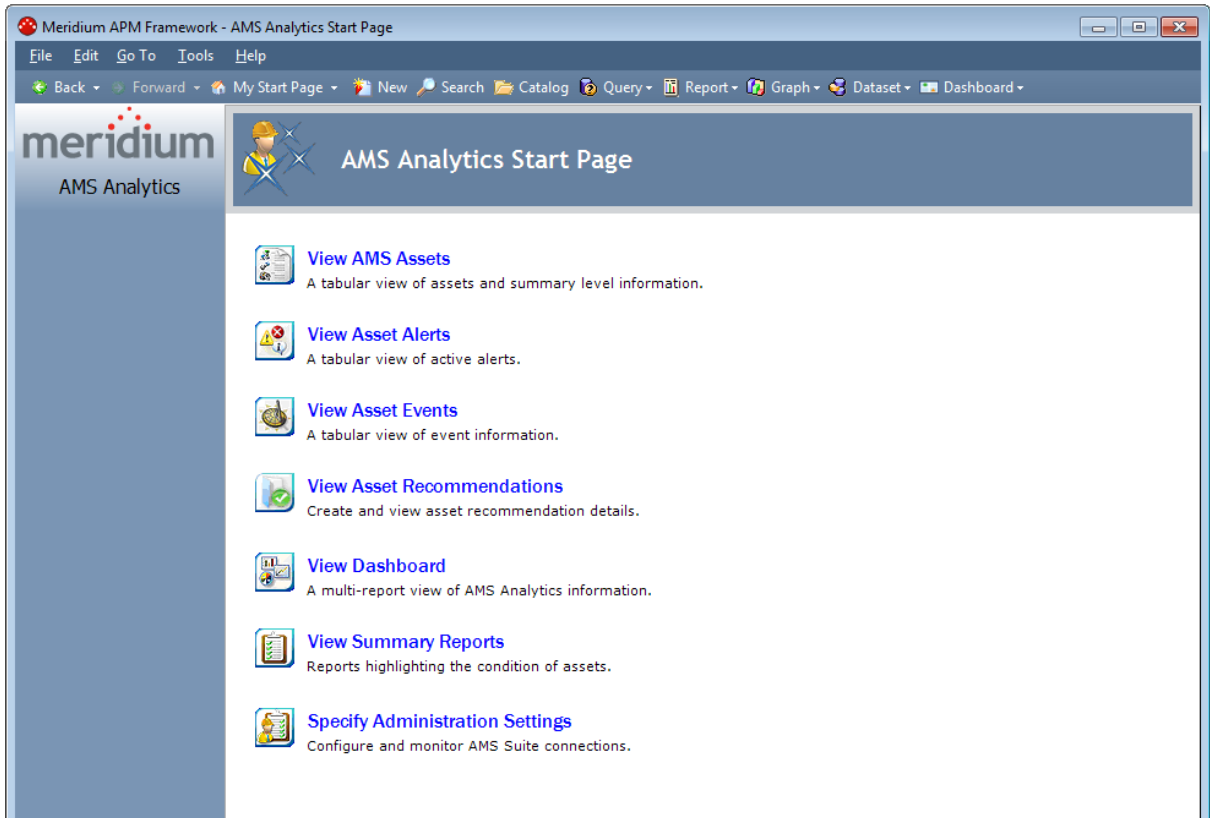 Meridium APM Framework - AMS Analytics Start Page
File Edit Go To Tools Help
Back Forward My Start Page New Search Catalog Query Report Graph Dataset Dashboard
meridium
AMS Analytics
AMS Analytics Start Page
View AMS Assets
A tabular view of assets and summary level information.
View Asset Alerts
A tabular view of active alerts.
View Asset Events
A tabular view of event information.
View Asset Recommendations
Create and view asset recommendation details.
View Dashboard
A multi-report view of AMS Analytics information.
View Summary Reports
Reports highlighting the condition of assets.
Specify Administration Settings
Configure and monitor AMS Suite connections.